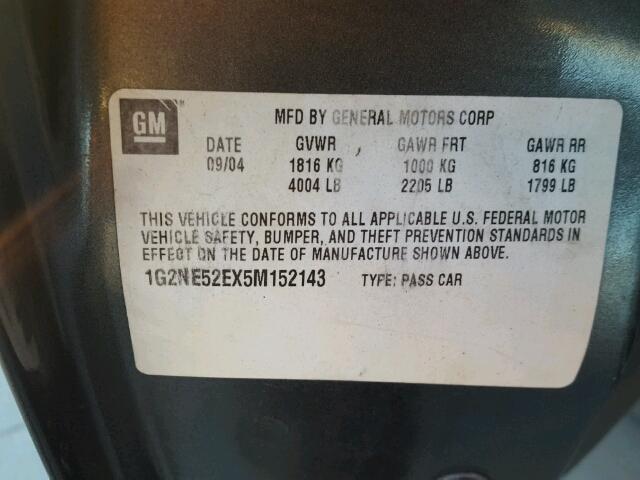 GM
MFD BY GENERAL MOTORS CORP
DATE GVWR GAWR FRT GAWR RR
09/04 1816 KG 1000 KG 816 KG
4004 LB 2205 LB 1799 LB
THIS VEHICLE CONFORMS TO ALL APPLICABLE U.S. FEDERAL MOTOR
VEHICLE SAFETY, BUMPER, AND THEFT PREVENTION STANDARDS IN
EFFECT ON THE DATE OF MANUFACTURE SHOWN ABOVE.
1G2NE52EX5M152143 TYPE: PASS CAR